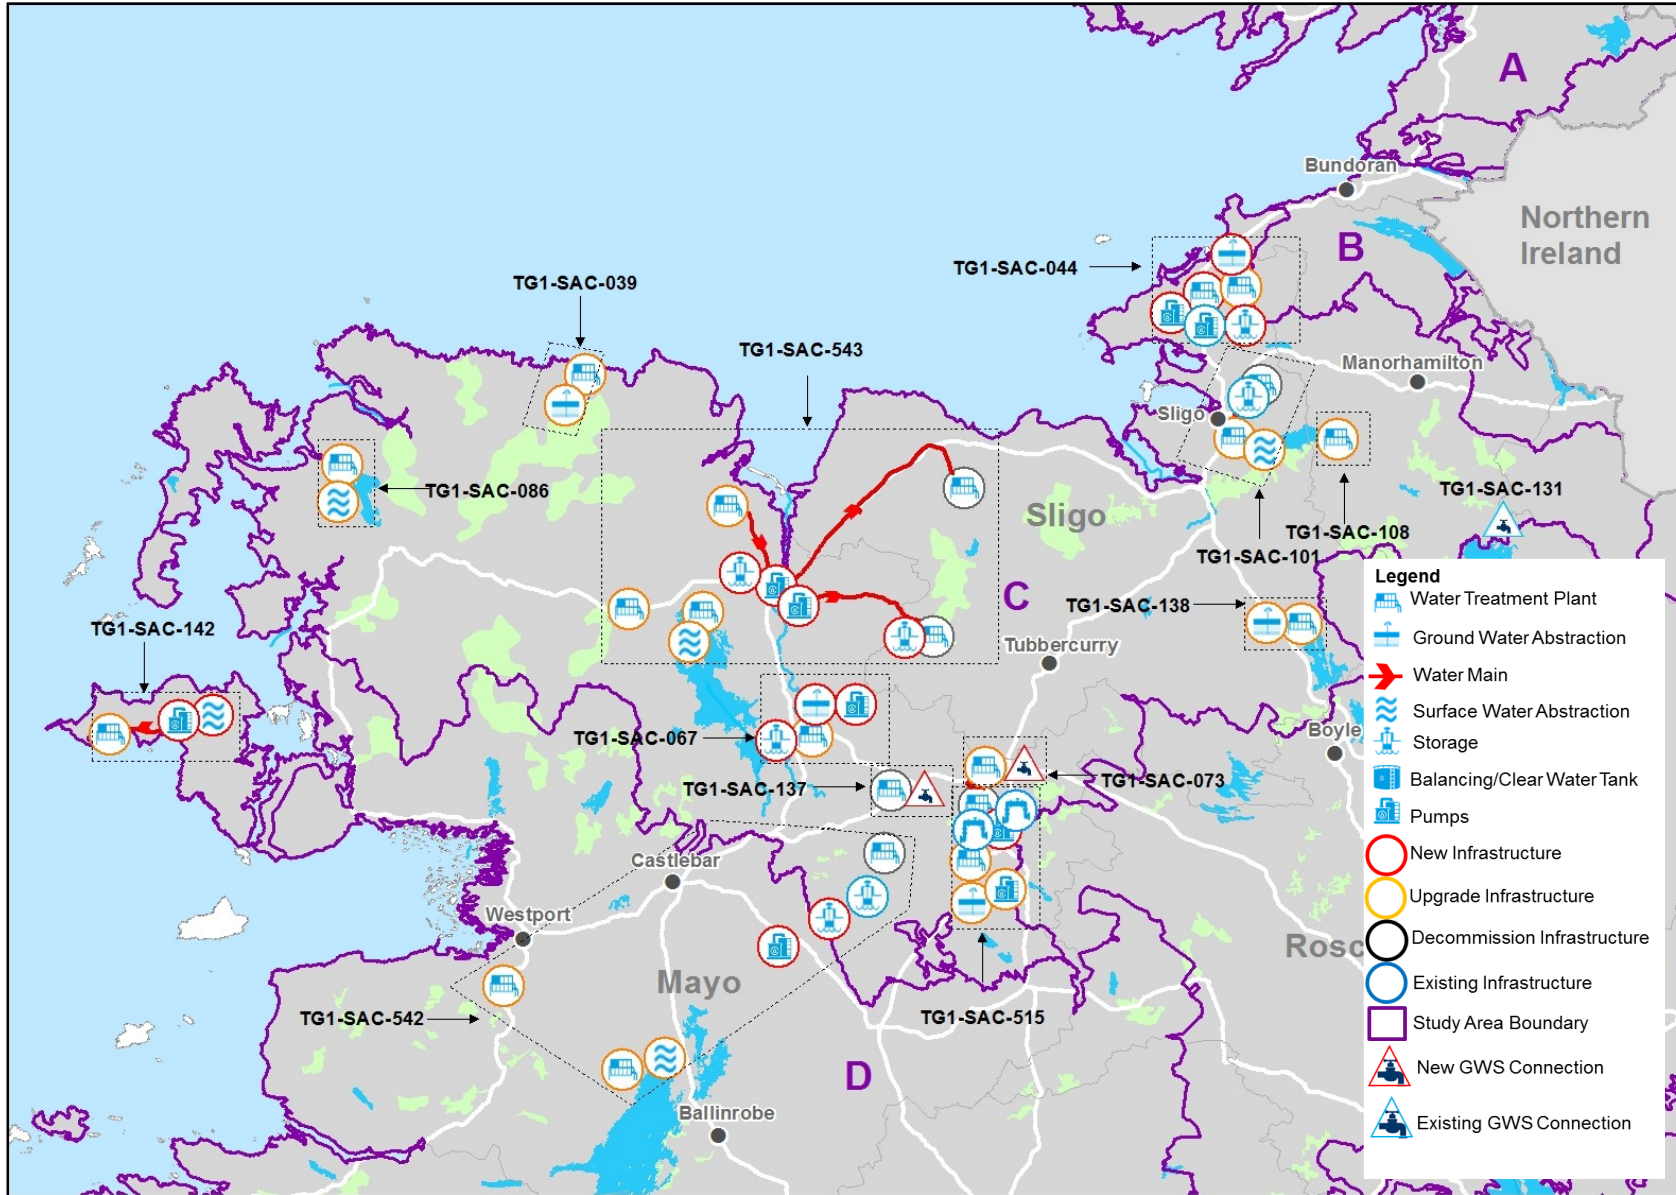 A
Bundoran
Northern
Ireland
B
TG1-SAC-044
TG1-SAC-039
TG1-SAC-543
Manorhamilton
Sligo
TG1-SAC-086
TG1-SAC-131
Sligo
TG1-SAC-108
TG1-SAC-101
C
TG1-SAC-138
TG1-SAC-142
Tubbercurry
Boyle
TG1-SAC-067
TG1-SAC-073
TG1-SAC-137
Castlebar
Westport
Rosc
Mayo
TG1-SAC-542
TG1-SAC-515
D
Ballinrobe
Legend
Water Treatment Plant
Ground Water Abstraction
Water Main
Surface Water Abstraction
Storage
Balancing/Clear Water Tank
Pumps
New Infrastructure
Upgrade Infrastructure
Decommission Infrastructure
Existing Infrastructure
Study Area Boundary
New GWS Connection
Existing GWS Connection